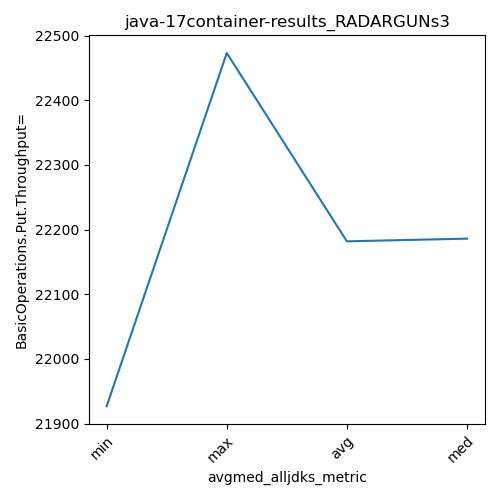 java-17container-results_RADARGUNs3
BasicOperations.Put.Throughput=
22500
22400
22300
22200
22100
22000
21900
min
max
avg
med
avgmed_alljdks_metric